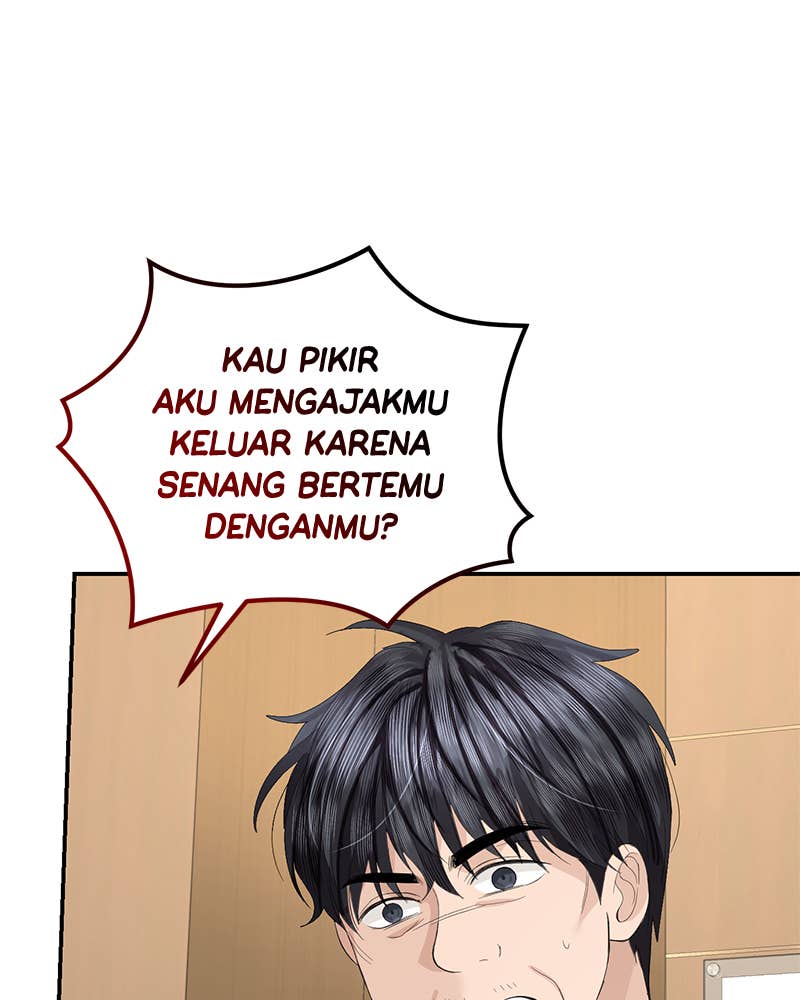 KAU PIKIR
AKU MENGAJAKMU
KELUAR KARENA
SENANG BERTEMU
DENGANMU?